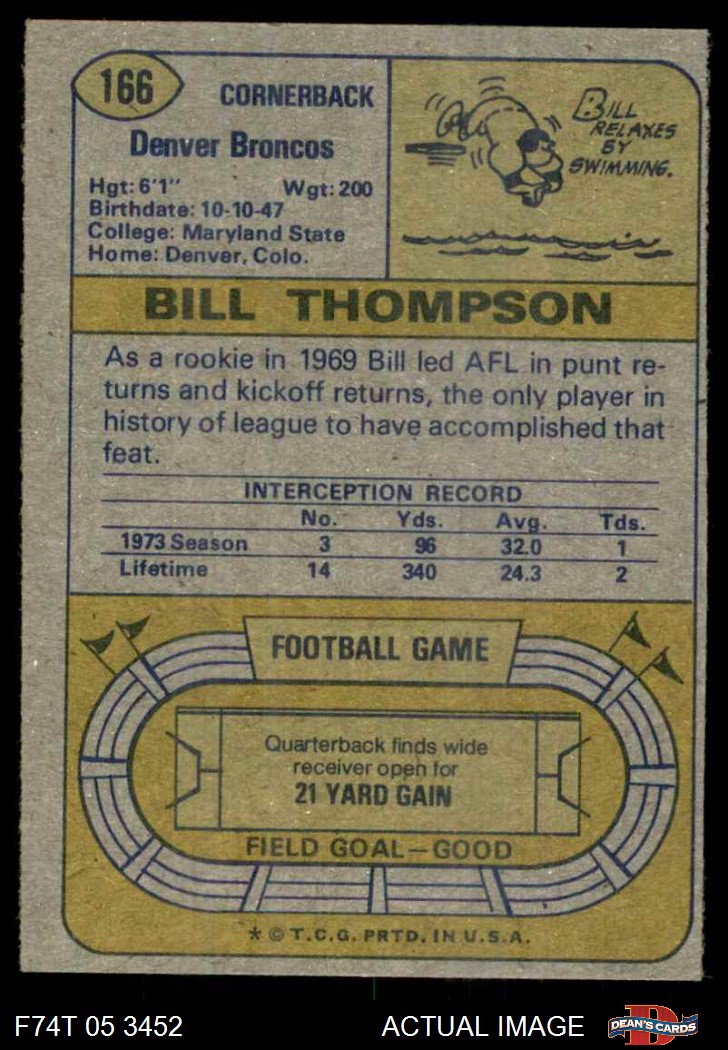 166
CORNERBACK
Denver Broncos
Hgt: 6'1" Wgt: 200
Birthdate: 10-10-47
College: Maryland State
Home: Denver, Colo.
BILL
RELAXES
BY
SWIMMING.
BILL THOMPSON
As a rookie in 1969 Bill led AFL in punt re-
turns and kickoff returns, the only player in
history of league to have accomplished that
feat.
INTERCEPTION RECORD
No. Yds. Avg. Tds.
1973 Season 3 96 32.0 1
Lifetime 14 340 24.3 2
FOOTBALL GAME
Quarterback finds wide
receiver open for
21 YARD GAIN
FIELD GOAL—GOOD
* © T.C.G. PRTD. IN U.S.A.
F74T 05 3452 ACTUAL IMAGE
D
DEAN'S CARDS